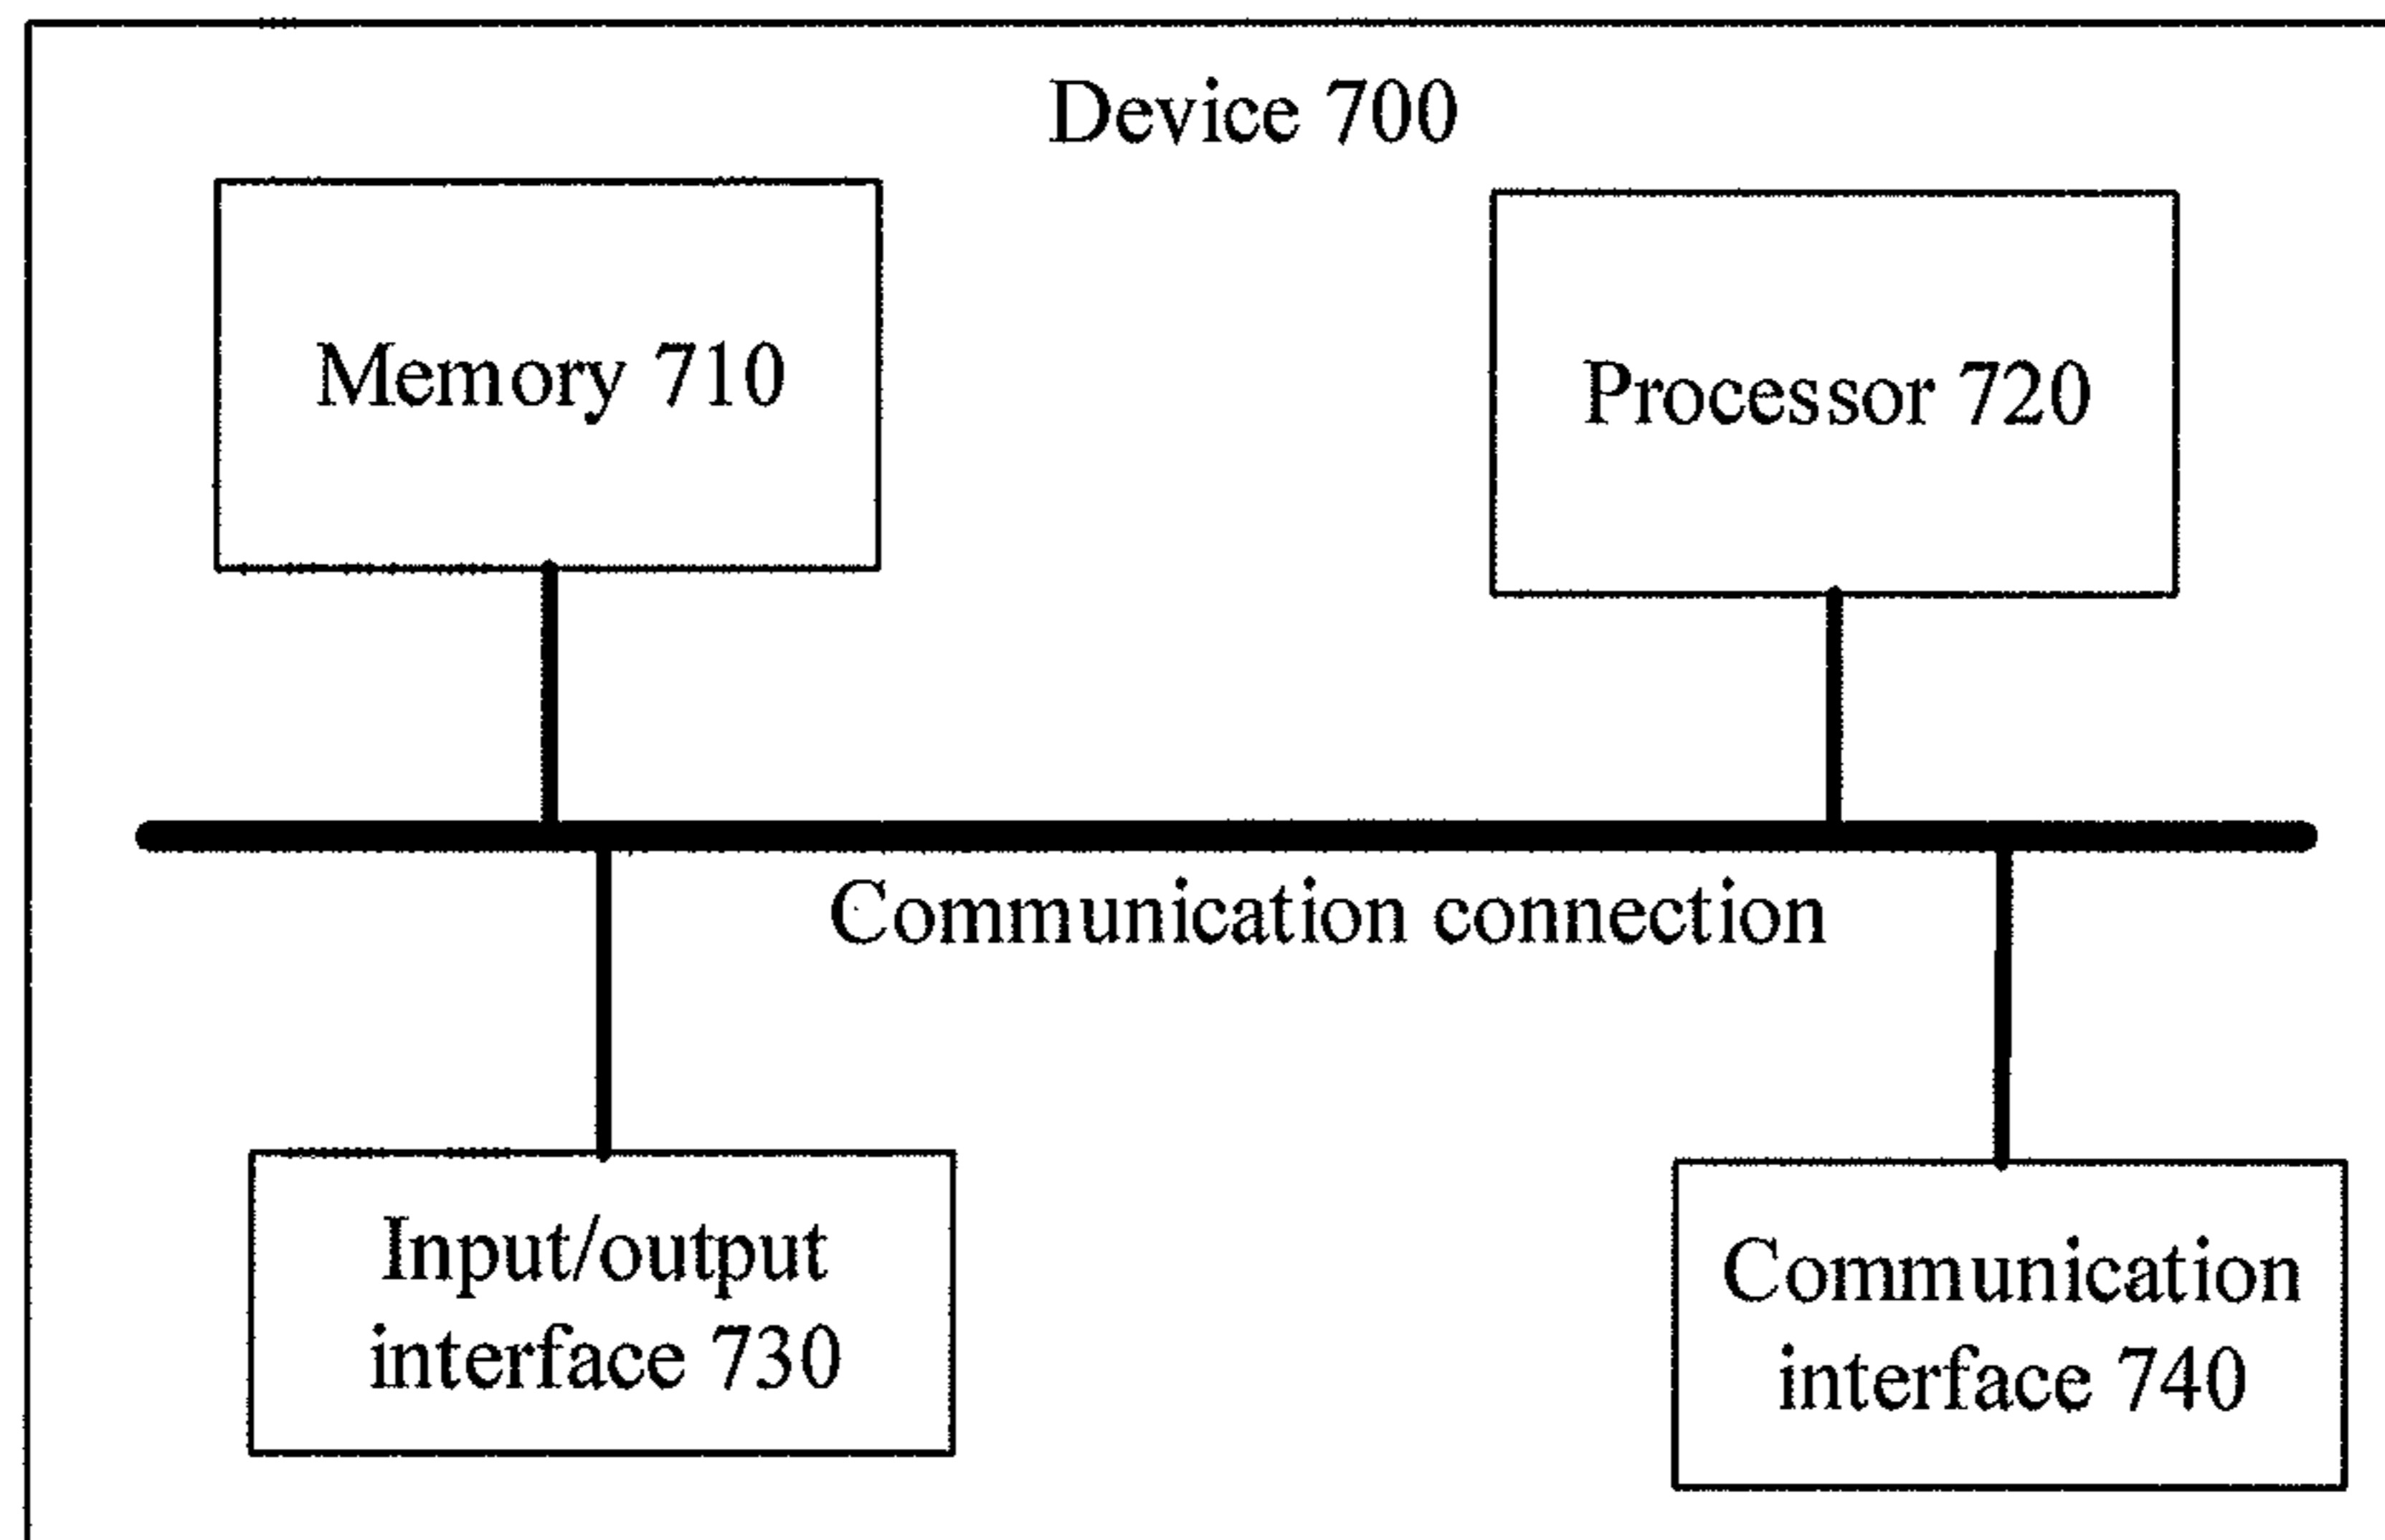 Device 700
Memory 710
Processor 720
Communication connection
Input/output
interface 730
Communication
interface 740